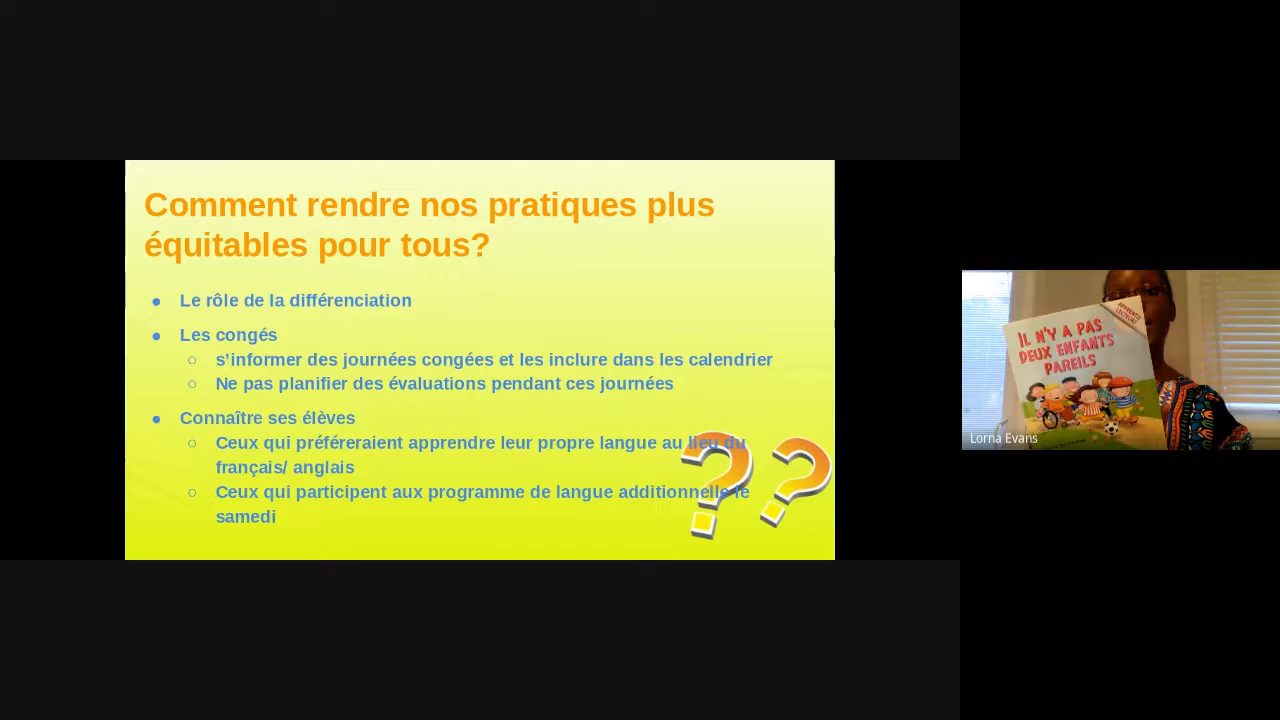 Comment rendre nos pratiques plus
équitables pour tous?
● Le rôle de la différenciation
● Les congés
○ s'informer des journées congées et les inclure dans les calendrier
○ Ne pas planifier des évaluations pendant ces journées
● Connaître ses élèves
○ Ceux qui préféreraient apprendre leur propre langue au lieu du
français/ anglais
○ Ceux qui participent aux programme de langue additionnelle le
samedi
APPRENTI
LECTEUR
IL N'Y A PAS
DEUX ENFANTS
PAREILS
Lorna Evans